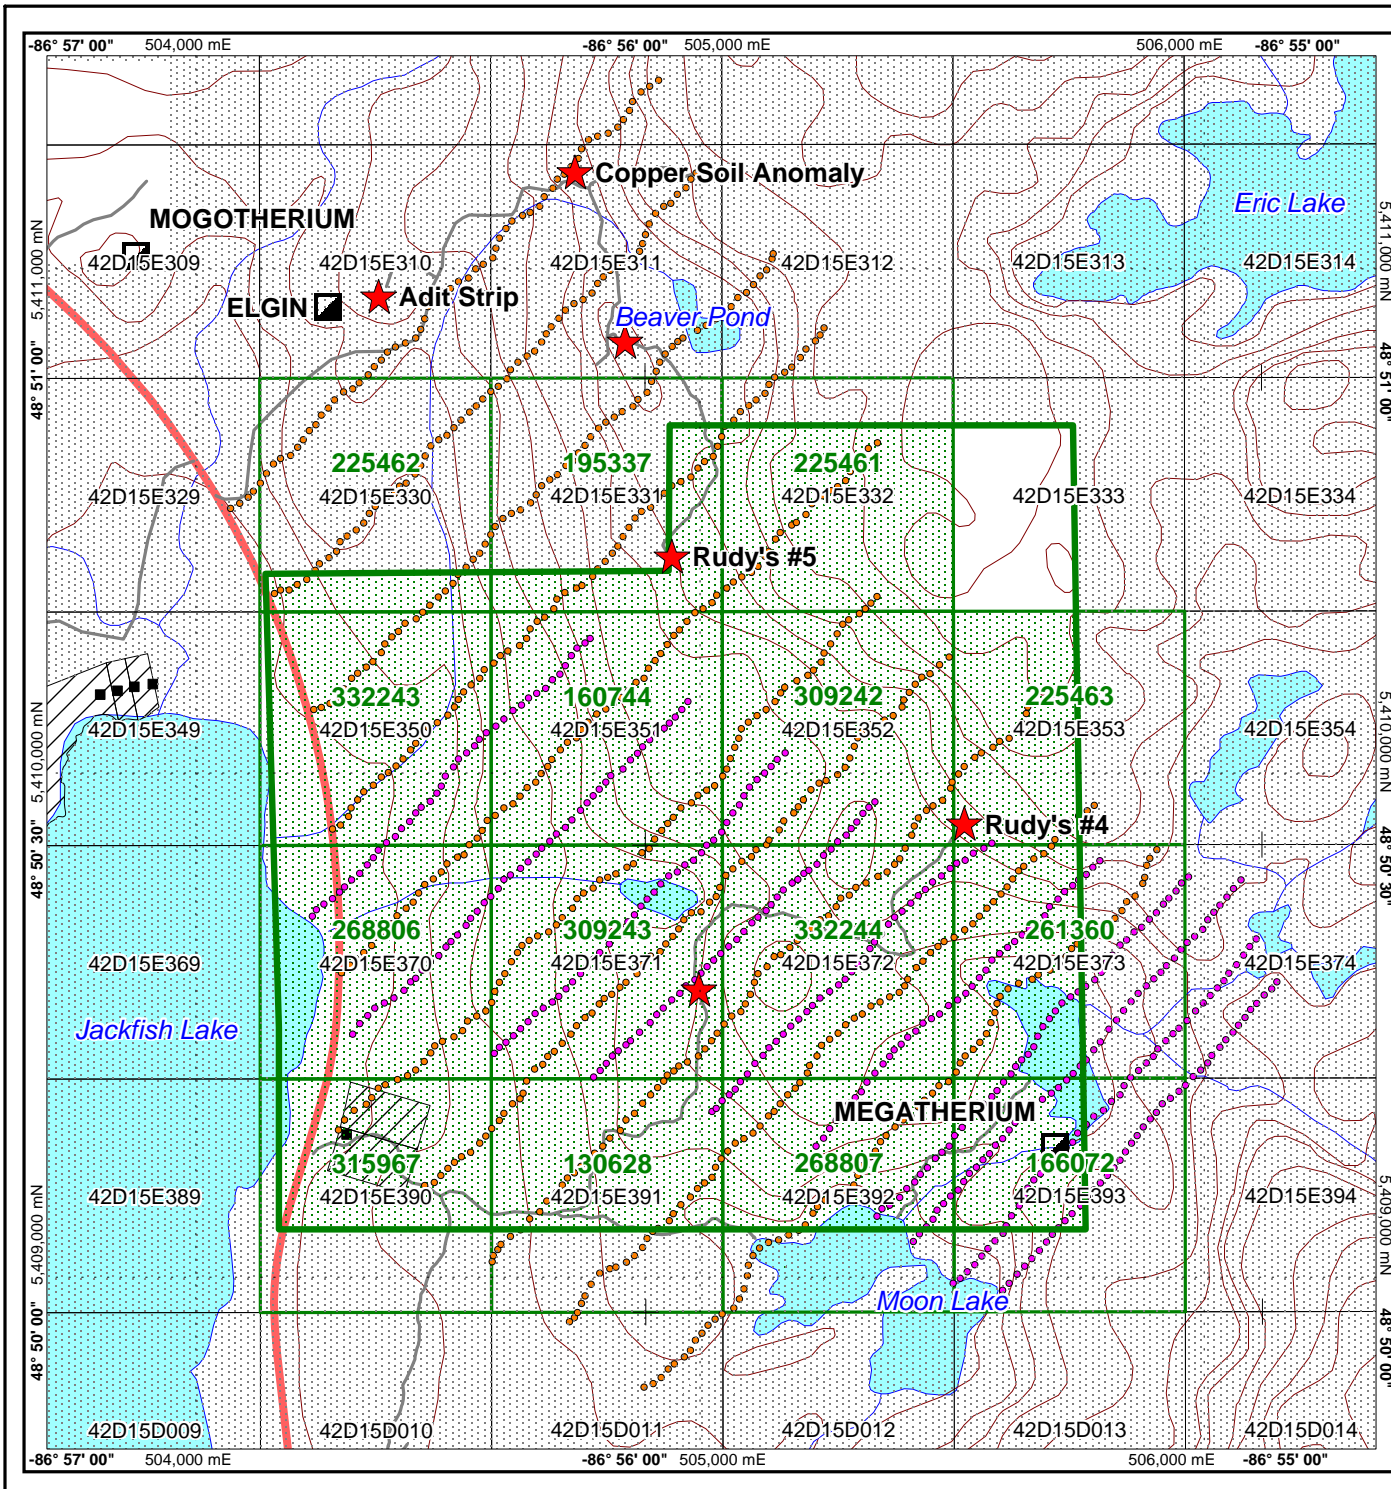 -86° 57' 00" 504,000 mE -86° 56' 00" 505,000 mE 506,000 mE -86° 55' 00"
Copper Soil Anomaly
Eric Lake
MOGOTHERIUM
5,411,000 mN
5,411,000 mN
42D15E309 42D15E310 42D15E311 42D15E312 42D15E313 42D15E314
ELGIN Adit Strip
Beaver Pond
48° 51' 00"
48° 51' 00"
225462 195337 225461
42D15E329 42D15E330 42D15E331 42D15E332 42D15E333 42D15E334
Rudy's #5
332243 160744 309242 225463
42D15E349 42D15E350 42D15E351 42D15E352 42D15E353 42D15E354
5,410,000 mN
5,410,000 mN
Rudy's #4
48° 50' 30"
48° 50' 30"
268806 309243 332244 261360
42D15E369 42D15E370 42D15E371 42D15E372 42D15E373 42D15E374
Jackfish Lake
MEGATHERIUM
315967 130628 268807 166072
42D15E389 42D15E390 42D15E391 42D15E392 42D15E393 42D15E394
5,409,000 mN
5,409,000 mN
Moon Lake
48° 50' 00"
48° 50' 00"
42D15D009 42D15D010 42D15D011 42D15D012 42D15D013 42D15D014
-86° 57' 00" 504,000 mE -86° 56' 00" 505,000 mE 506,000 mE -86° 55' 00"